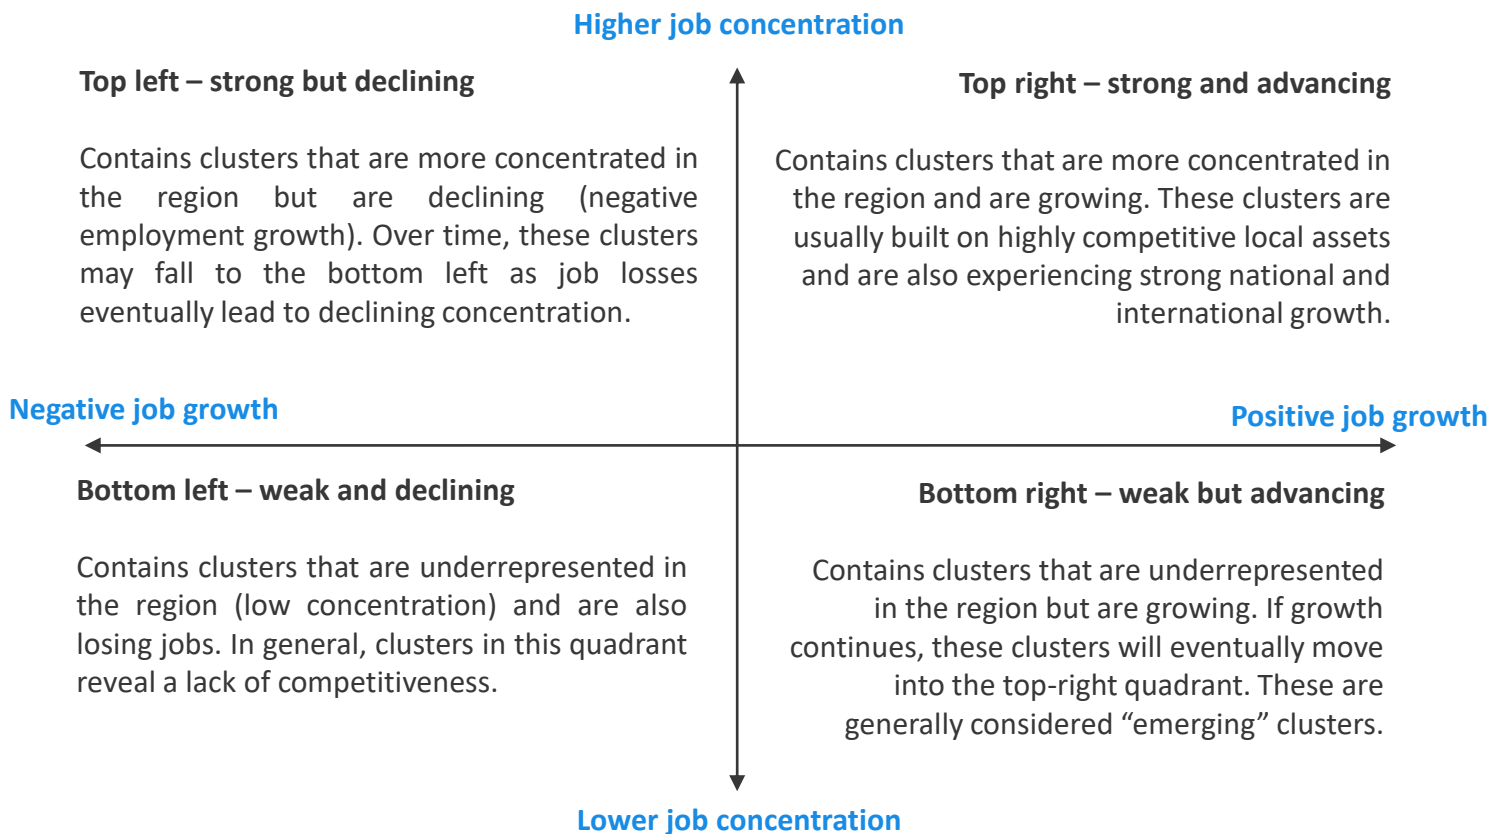 Higher job concentration
Top left – strong but declining
Contains clusters that are more concentrated in
the region but are declining (negative
employment growth). Over time, these clusters
may fall to the bottom left as job losses
eventually lead to declining concentration.
Top right – strong and advancing
Contains clusters that are more concentrated in
the region and are growing. These clusters are
usually built on highly competitive local assets
and are also experiencing strong national and
international growth.
Negative job growth
Positive job growth
Bottom left – weak and declining
Contains clusters that are underrepresented in
the region (low concentration) and are also
losing jobs. In general, clusters in this quadrant
reveal a lack of competitiveness.
Bottom right – weak but advancing
Contains clusters that are underrepresented
in the region but are growing. If growth
continues, these clusters will eventually move
into the top-right quadrant. These are
generally considered “emerging” clusters.
Lower job concentration